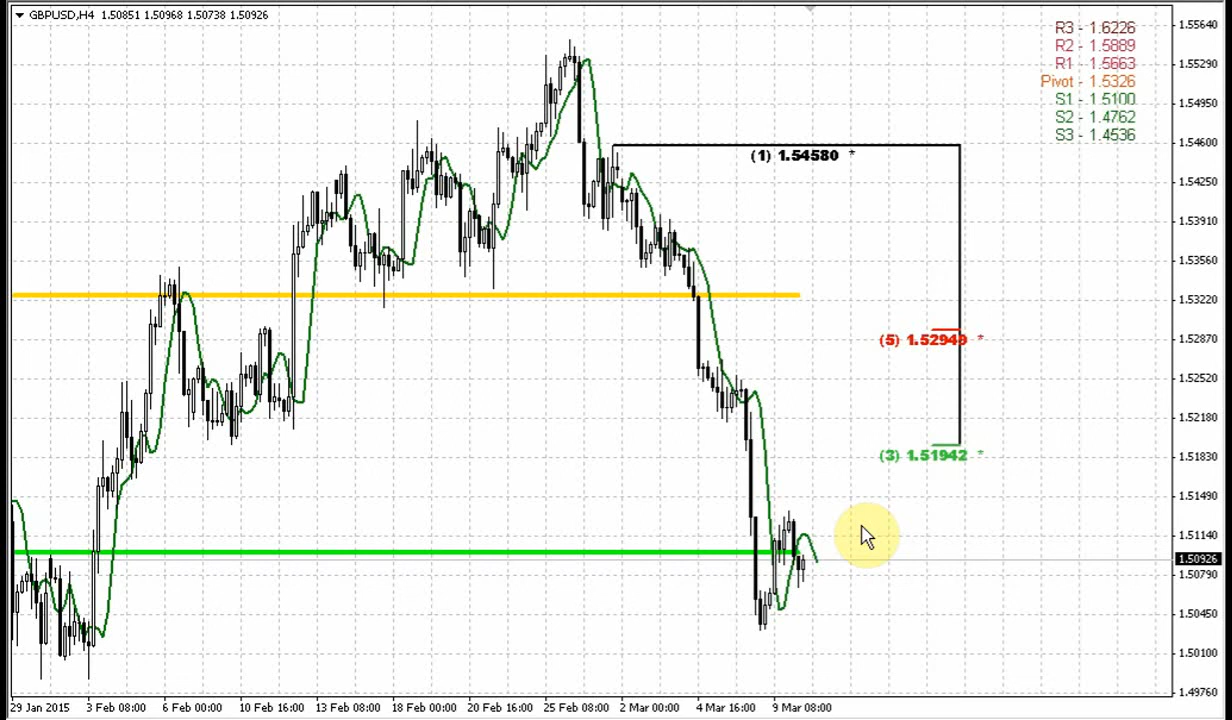 GBPUSD,H4 1.50851 1.50968 1.50738 1.50926
R3 - 1.6226
R2 - 1.5889
R1 - 1.5663
Pivot - 1.5326
S1 - 1.5100
S2 - 1.4762
S3 - 1.4536
(1) 1.54580 *
(5) 1.52940 *
(3) 1.51942 *
1.55640
1.55290
1.54950
1.54600
1.54250
1.53910
1.53560
1.53220
1.52870
1.52520
1.52180
1.51830
1.51490
1.51140
1.50926
1.50790
1.50450
1.50100
1.49760
29 Jan 2015 3 Feb 08:00 6 Feb 00:00 10 Feb 16:00 13 Feb 08:00 18 Feb 00:00 20 Feb 16:00 25 Feb 08:00 2 Mar 00:00 4 Mar 16:00 9 Mar 08:00